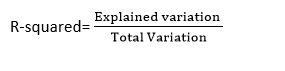 R-squared= Explained variation
Total Variation